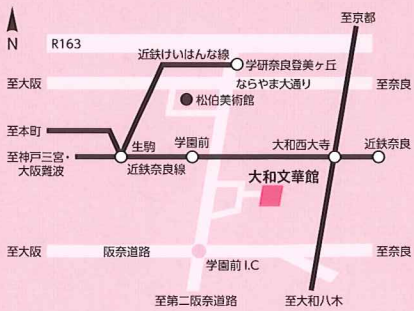 至京都
N
R163
近鉄けいはんな線
学研奈良登美ヶ丘
至大阪
ならやま大通り
至奈良
松伯美術館
至本町
生駒
学園前
大和西大寺
近鉄奈良
至神戸三宮・
大阪難波
近鉄奈良線
大和文華館
至大阪
阪奈道路
至奈良
学園前 I.C
至第二阪奈道路
至大和八木